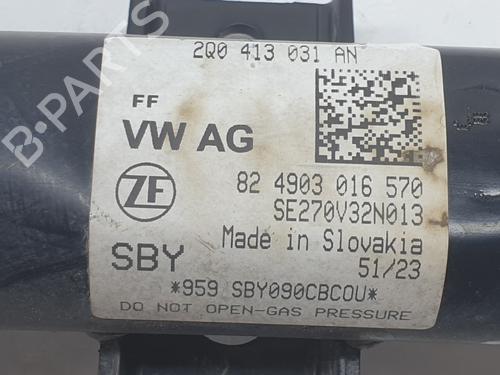 2Q0 413 031 AN
FF
VW AG
ZF
82 4903 016 570
SE270V32N013
Made in Slovakia
SBY
51/23
*959 SBY090CBCOU*
DO NOT OPEN-GAS PRESSURE
B-PARTS